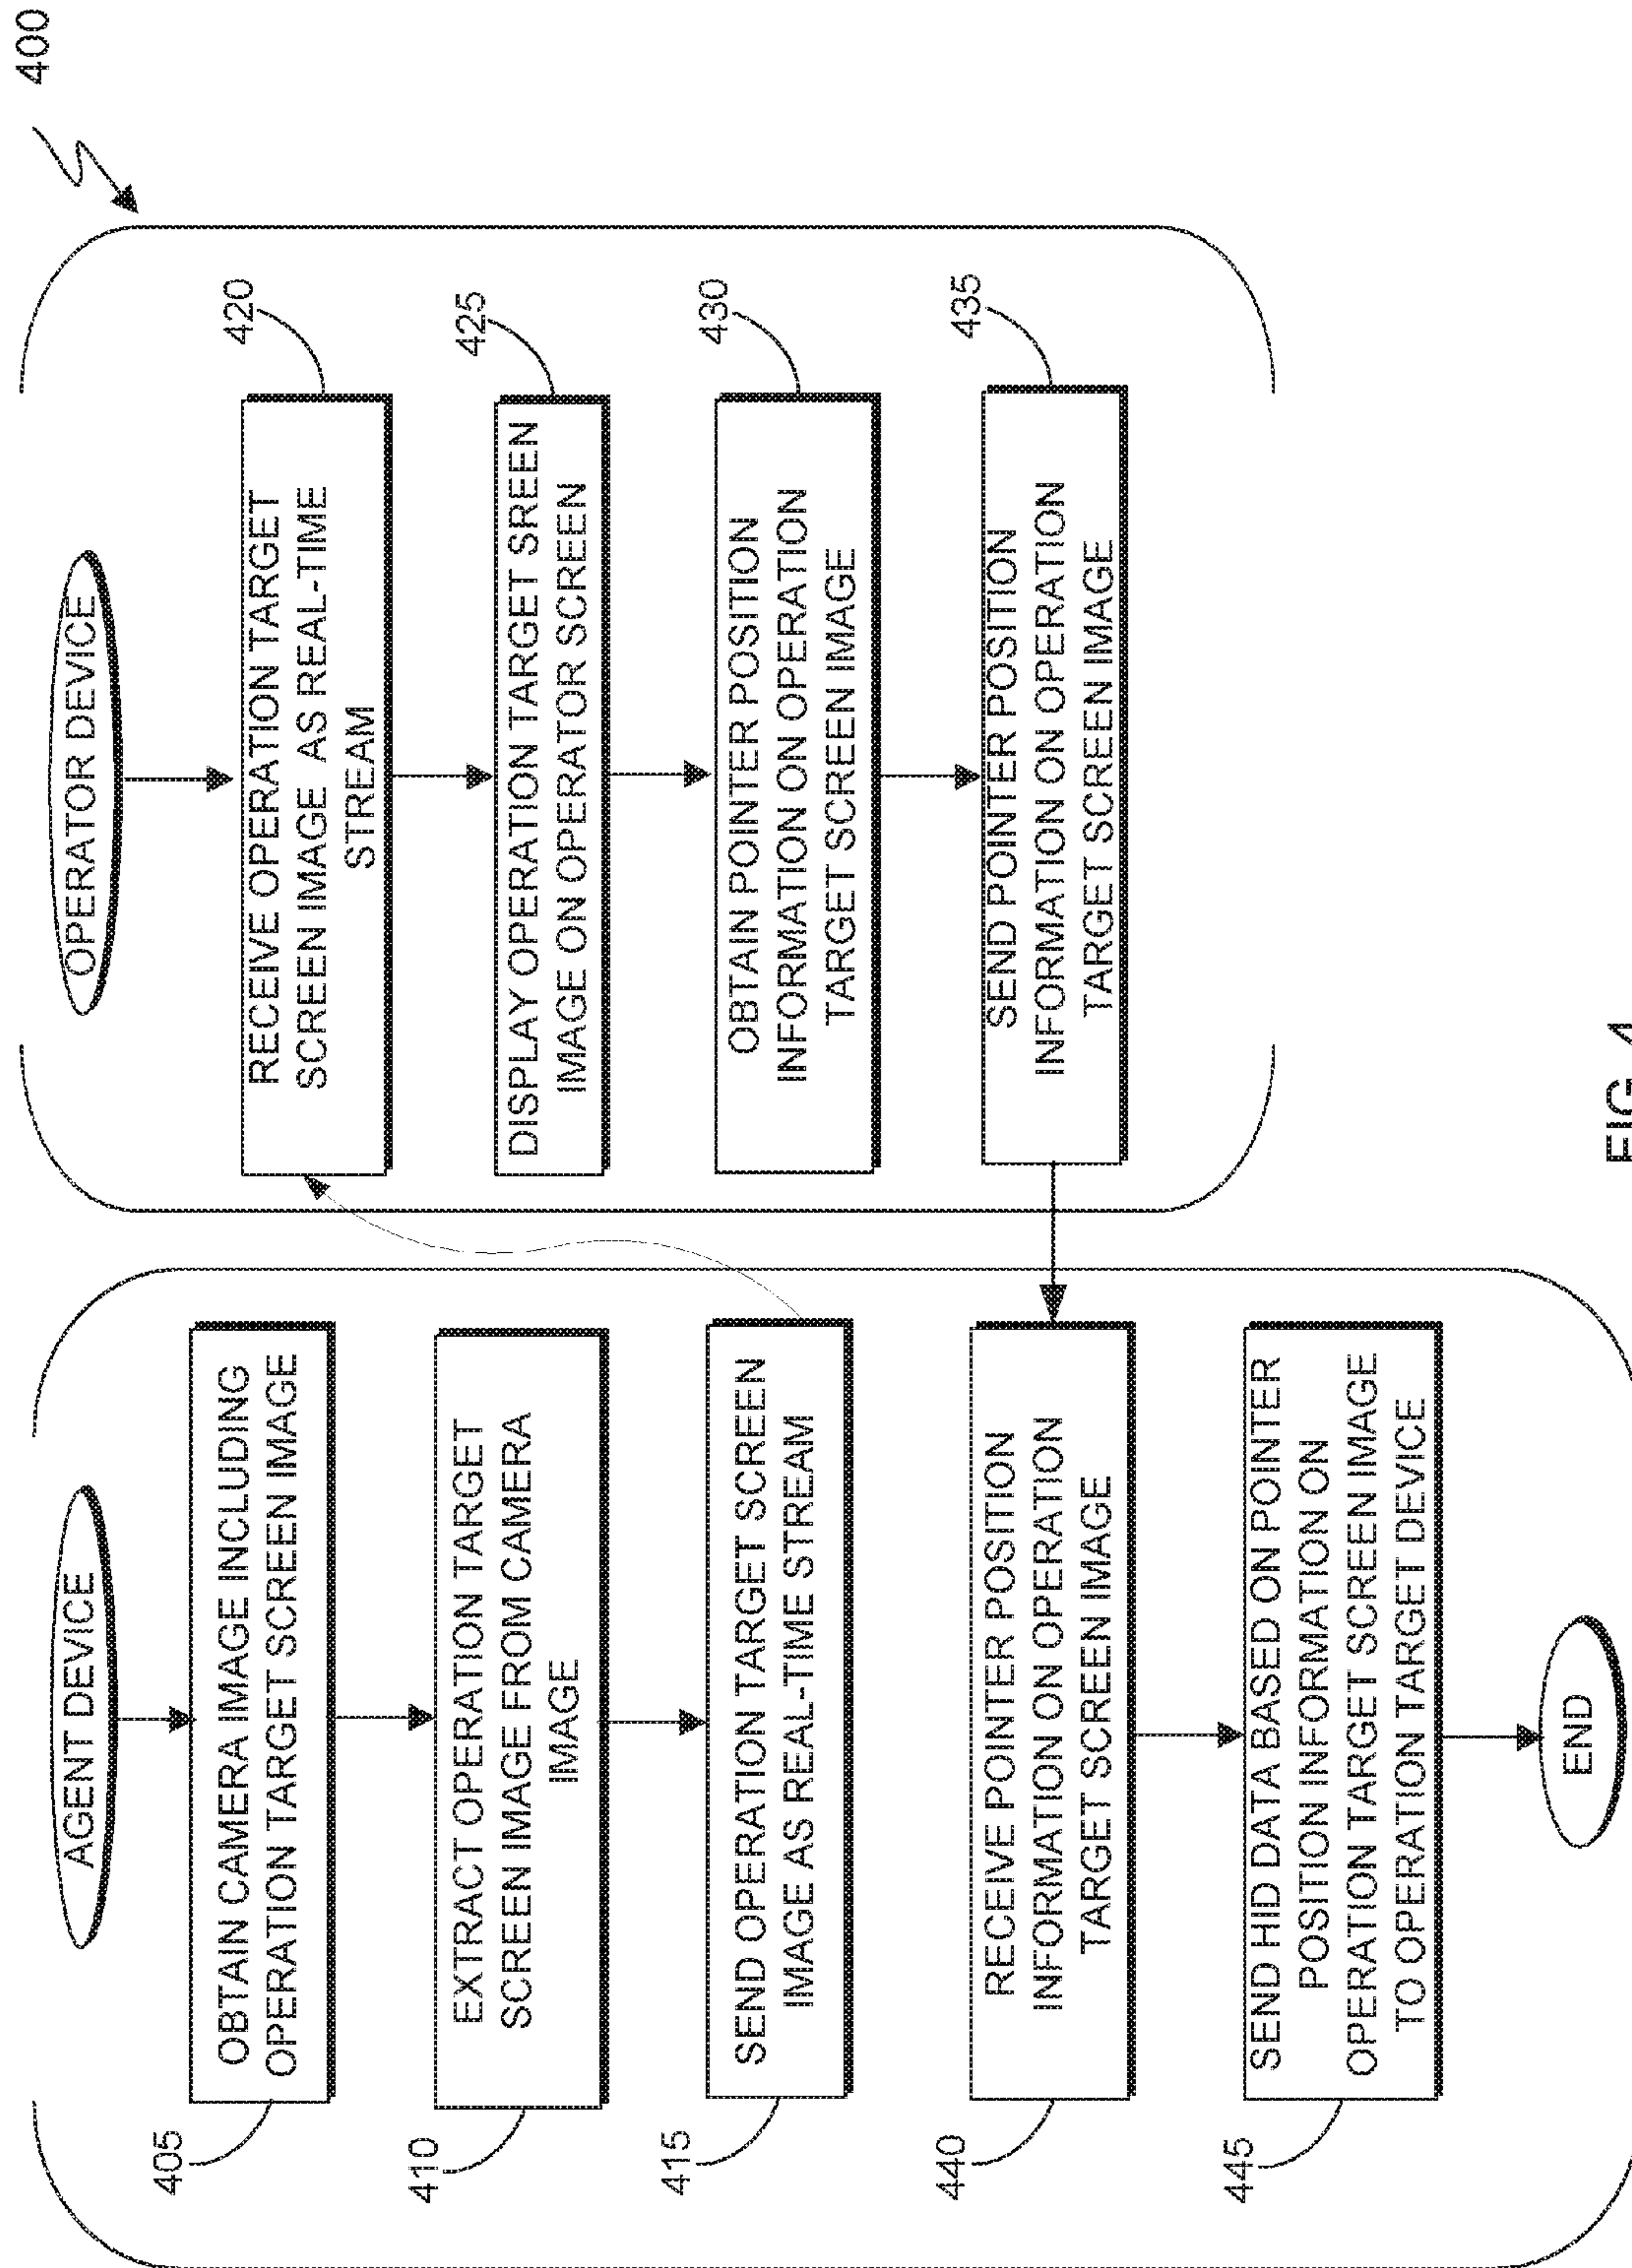 400
AGENT DEVICE
405
OBTAIN CAMERA IMAGE INCLUDING
OPERATION TARGET SCREEN IMAGE
410
EXTRACT OPERATION TARGET
SCREEN IMAGE FROM CAMERA
IMAGE
415
SEND OPERATION TARGET SCREEN
IMAGE AS REAL-TIME STREAM
440
RECEIVE POINTER POSITION
INFORMATION ON OPERATION
TARGET SCREEN IMAGE
445
SEND HID DATA BASED ON POINTER
POSITION INFORMATION ON
OPERATION TARGET SCREEN IMAGE
TO OPERATION TARGET DEVICE
END
OPERATOR DEVICE
420
RECEIVE OPERATION TARGET
SCREEN IMAGE AS REAL-TIME
STREAM
425
DISPLAY OPERATION TARGET SREEN
IMAGE ON OPERATOR SCREEN
430
OBTAIN POINTER POSITION
INFORMATION ON OPERATION
TARGET SCREEN IMAGE
435
SEND POINTER POSITION
INFORMATION ON OPERATION
TARGET SCREEN IMAGE
FIG. 4